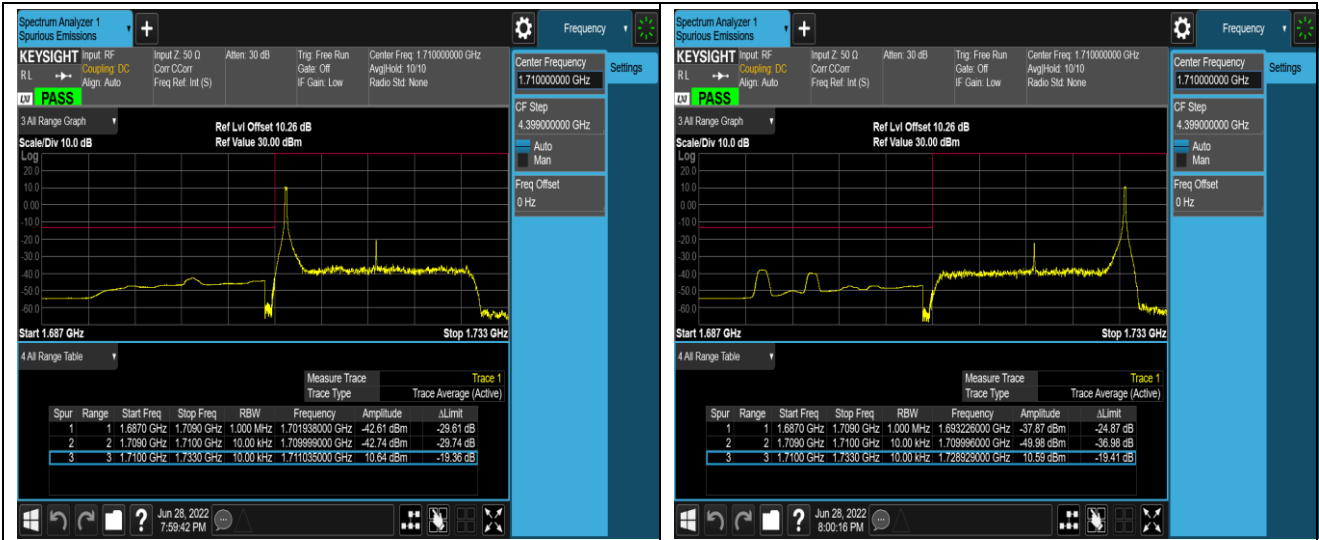 Spectrum Analyzer 1
Spurious Emissions
Frequency
KEYSIGHT Input: RF Input Z: 50 Ω Atten: 30 dB Trig: Free Run Center Freq: 1.710000000 GHz
Coupling: DC Corr CCorr Gate: Off Avg|Hold: 10/10
RL Align: Auto Freq Ref: Int (S) IF Gain: Low Radio Std: None
LXI PASS
3 All Range Graph
Ref Lvl Offset 10.26 dB
Scale/Div 10.0 dB Ref Value 30.00 dBm
Log
20.0
10.0
0.00
-10.0
-20.0
-30.0
-40.0
-50.0
-60.0
Start 1.687 GHz Stop 1.733 GHz
4 All Range Table
Measure Trace Trace 1
Trace Type Trace Average (Active)
Spur Range Start Freq Stop Freq RBW Frequency Amplitude ΔLimit
1 1 1.6870 GHz 1.7090 GHz 1.000 MHz 1.701938000 GHz -42.61 dBm -29.61 dB
2 2 1.7090 GHz 1.7100 GHz 10.00 kHz 1.709999000 GHz -42.74 dBm -29.74 dB
3 3 1.7100 GHz 1.7330 GHz 10.00 kHz 1.711035000 GHz 10.64 dBm -19.36 dB
Jun 28, 2022
7:59:42 PM
Center Frequency
1.710000000 GHz
Settings
CF Step
4.399000000 GHz
Auto
Man
Freq Offset
0 Hz
Spectrum Analyzer 1
Spurious Emissions
Frequency
KEYSIGHT Input: RF Input Z: 50 Ω Atten: 30 dB Trig: Free Run Center Freq: 1.710000000 GHz
Coupling: DC Corr CCorr Gate: Off Avg|Hold: 10/10
RL Align: Auto Freq Ref: Int (S) IF Gain: Low Radio Std: None
LXI PASS
3 All Range Graph
Ref Lvl Offset 10.26 dB
Scale/Div 10.0 dB Ref Value 30.00 dBm
Log
20.0
10.0
0.00
-10.0
-20.0
-30.0
-40.0
-50.0
-60.0
Start 1.687 GHz Stop 1.733 GHz
4 All Range Table
Measure Trace Trace 1
Trace Type Trace Average (Active)
Spur Range Start Freq Stop Freq RBW Frequency Amplitude ΔLimit
1 1 1.6870 GHz 1.7090 GHz 1.000 MHz 1.693226000 GHz -37.87 dBm -24.87 dB
2 2 1.7090 GHz 1.7100 GHz 10.00 kHz 1.709996000 GHz -49.98 dBm -36.98 dB
3 3 1.7100 GHz 1.7330 GHz 10.00 kHz 1.728929000 GHz 10.59 dBm -19.41 dB
Jun 28, 2022
8:00:16 PM
Center Frequency
1.710000000 GHz
Settings
CF Step
4.399000000 GHz
Auto
Man
Freq Offset
0 Hz